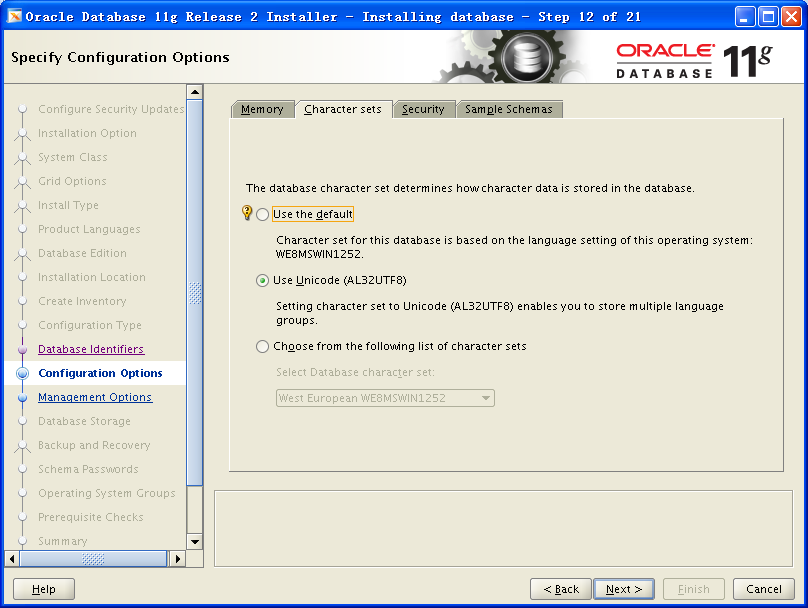 Oracle Database 11g Release 2 Installer - Installing database - Step 12 of 21
Specify Configuration Options
ORACLE
DATABASE 11g
Configure Security Updates
Installation Option
System Class
Grid Options
Install Type
Product Languages
Database Edition
Installation Location
Create Inventory
Configuration Type
Database Identifiers
Configuration Options
Management Options
Database Storage
Backup and Recovery
Schema Passwords
Operating System Groups
Prerequisite Checks
Summary
Memory
Character sets
Security
Sample Schemas
The database character set determines how character data is stored in the database.
Use the default
Character set for this database is based on the language setting of this operating system:
WE8MSWIN1252.
Use Unicode (AL32UTF8)
Setting character set to Unicode (AL32UTF8) enables you to store multiple language
groups.
Choose from the following list of character sets
Select Database character set:
West European WE8MSWIN1252
Help
< Back
Next >
Finish
Cancel